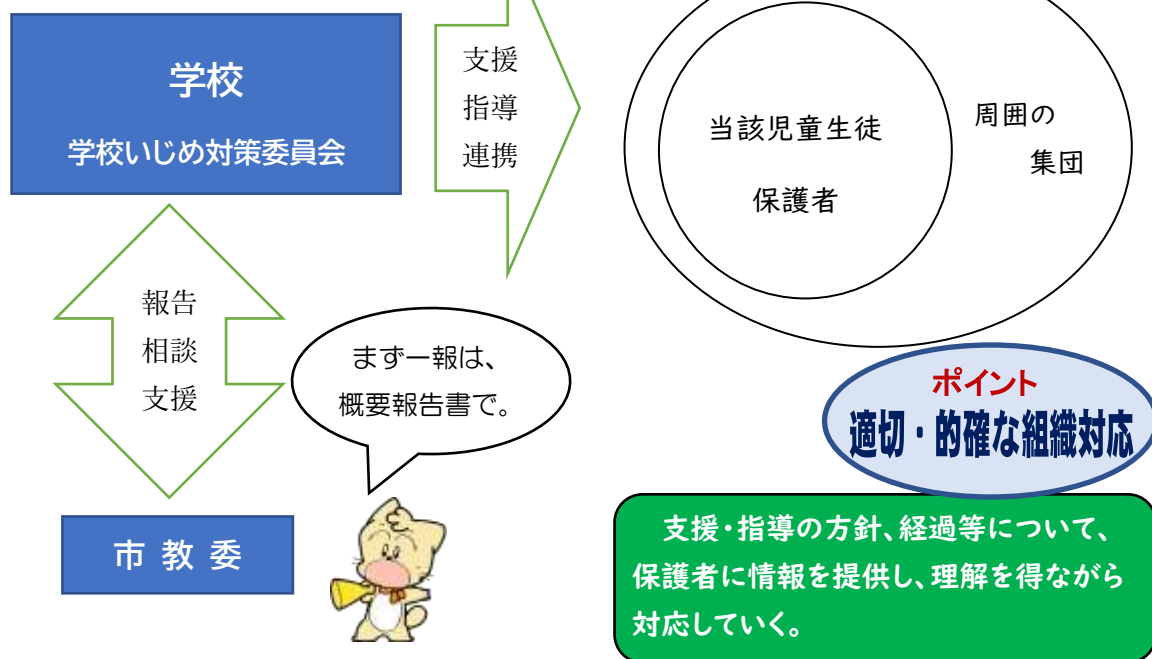 学校
学校いじめ対策委員会
支援
指導
連携
当該児童生徒
保護者
周囲の
集団
報告
相談
支援
まず一報は、
概要報告書で。
市教委
ポイント
適切・的確な組織対応
支援・指導の方針、経過等について、
保護者に情報を提供し、理解を得ながら
対応していく。